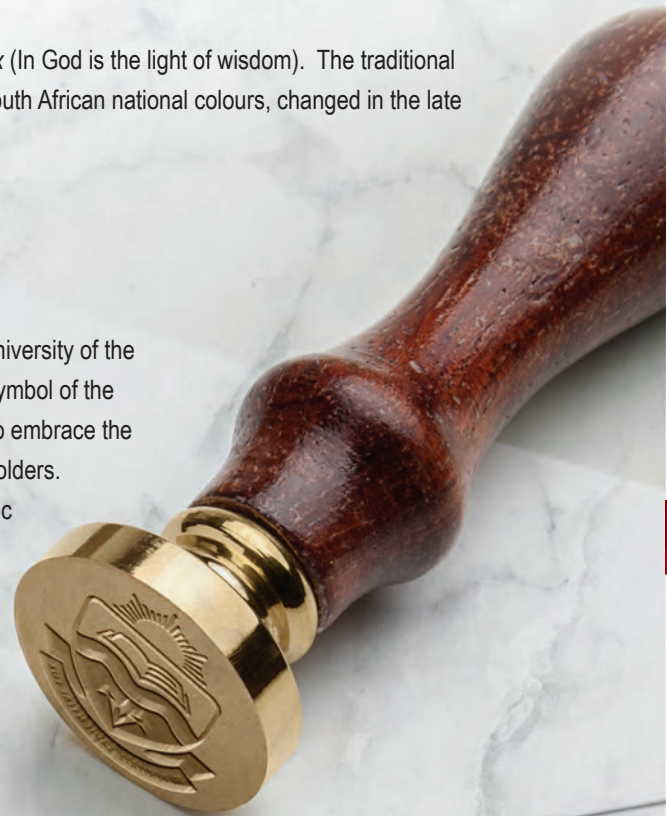 x (In God is the light of wisdom). The traditional
outh African national colours, changed in the late
niversity of the
ymbol of the
o embrace the
olders.
c